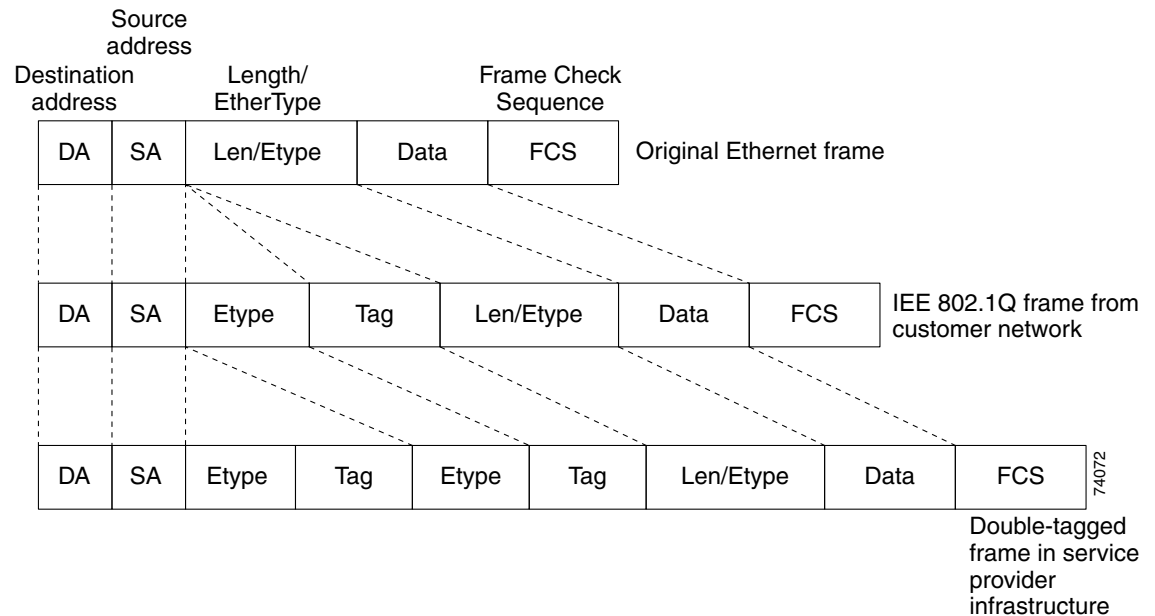 Source
address
Destination
address
Length/
EtherType
Frame Check
Sequence
DA SA Len/Etype Data FCS Original Ethernet frame
DA SA Etype Tag Len/Etype Data FCS
IEE 802.1Q frame from
customer network
DA SA Etype Tag Etype Tag Len/Etype Data FCS
74072
Double-tagged
frame in service
provider
infrastructure